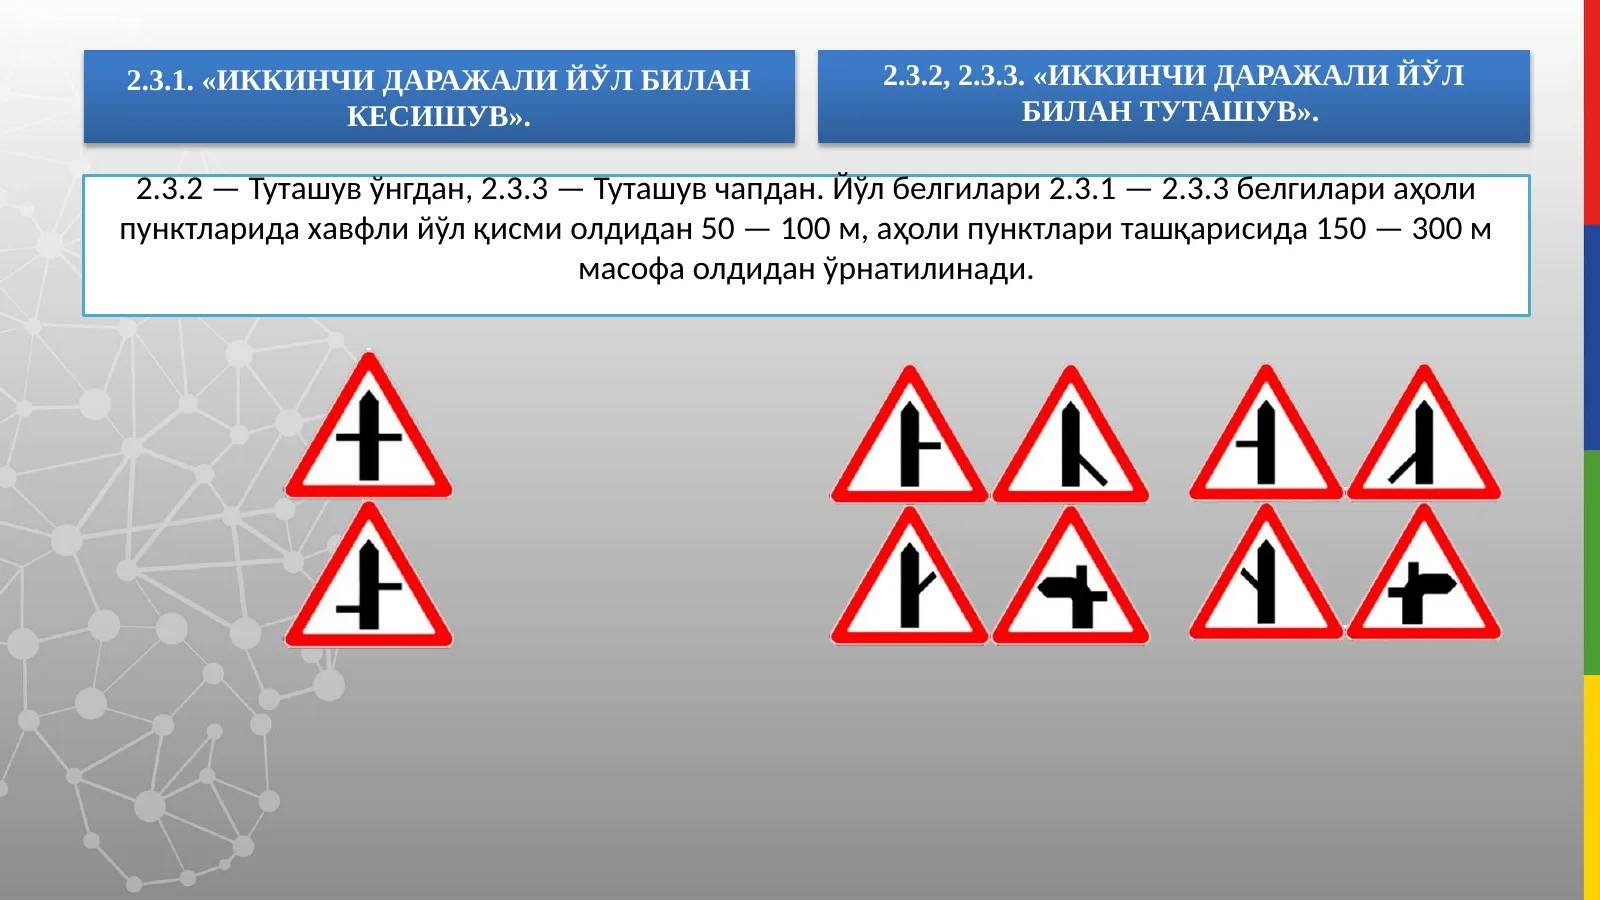 2.3.1. «ИККИНЧИ ДАРАЖАЛИ ЙЎЛ БИЛАН
КЕСИШУВ».
2.3.2, 2.3.3. «ИККИНЧИ ДАРАЖАЛИ ЙЎЛ
БИЛАН ТУТАШУВ».
2.3.2 — Туташув ўнгдан, 2.3.3 — Туташув чапдан. Йўл белгилари 2.3.1 — 2.3.3 белгилари аҳоли
пунктларида хавфли йўл қисми олдидан 50 — 100 м, аҳоли пунктлари ташқарисида 150 — 300 м
масофа олдидан ўрнатилинади.